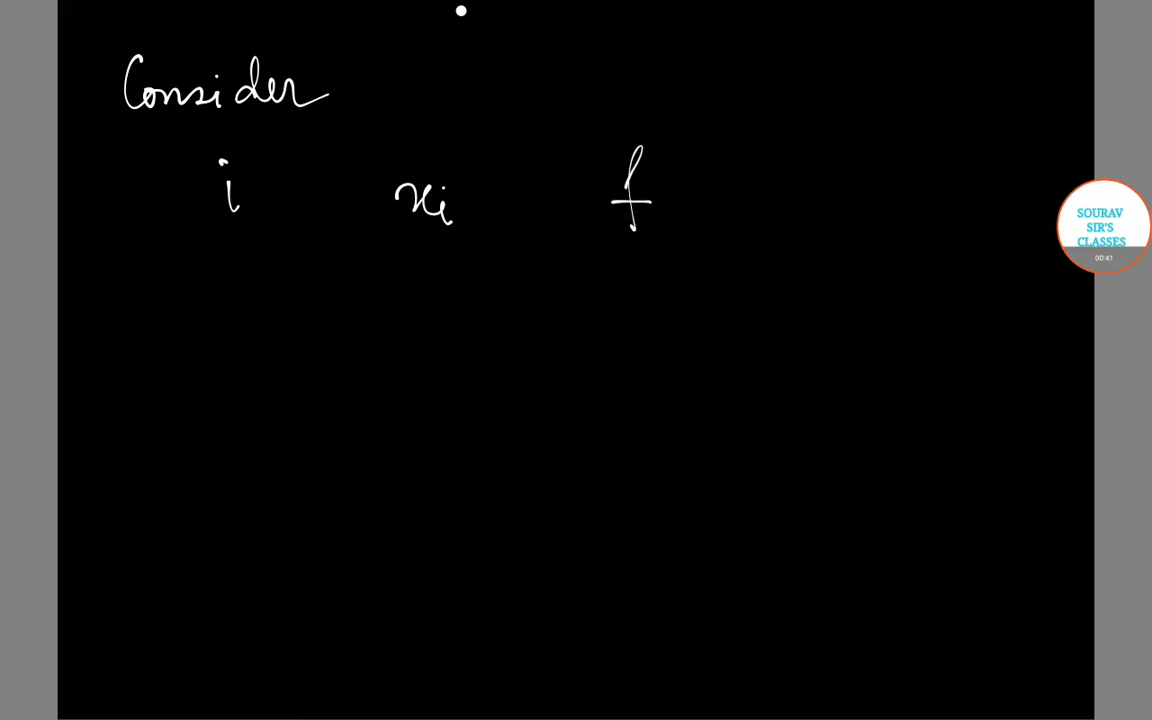 Consider
i xi f
SOURAV
SIR'S
CLASSES
00:41